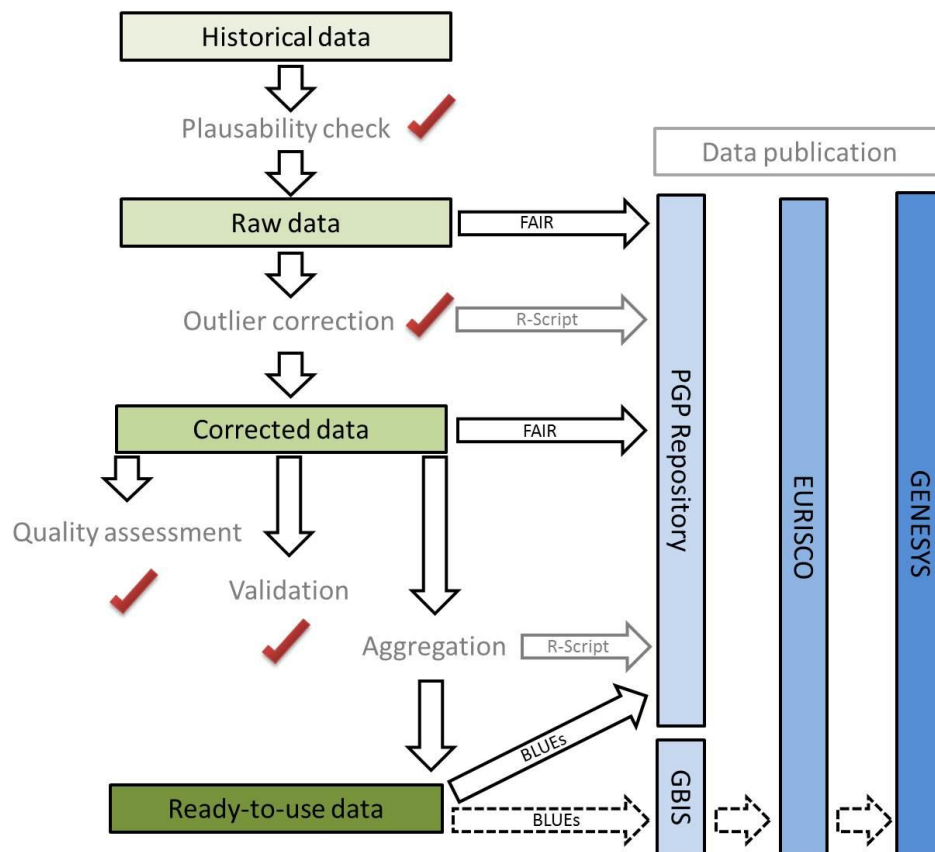 Historical data
Plausability check
Data publication
Raw data
FAIR
Outlier correction
R-Script
Corrected data
FAIR
PGP Repository
EURISCO
GENESYS
Quality assessment
Validation
Aggregation
R-Script
BLUEs
Ready-to-use data
BLUEs
GBIS